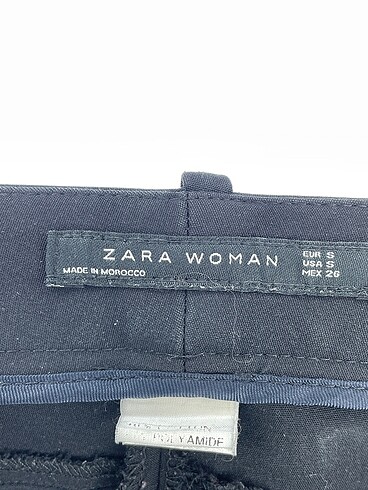 ZARA WOMAN
MADE IN MOROCCO
EUR S
USA S
MEX 26
POLYAMIDE